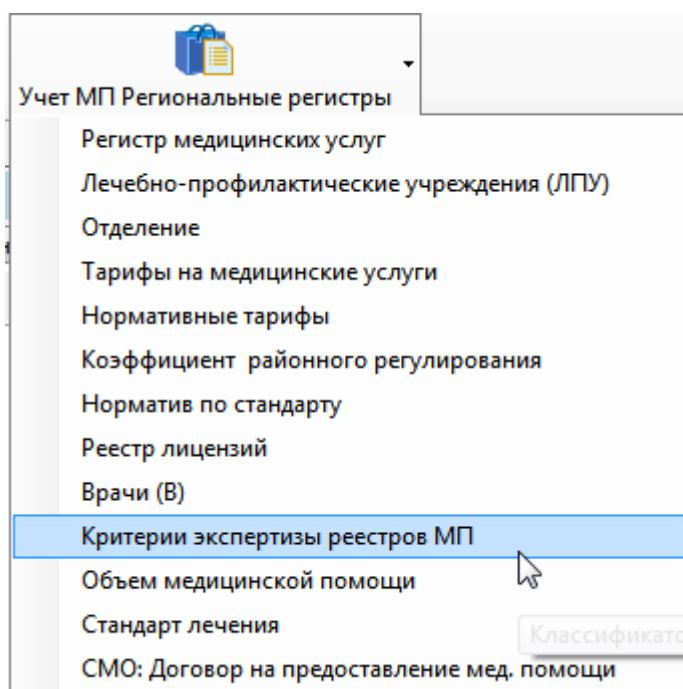 Учет МП Региональные регистры
Регистр медицинских услуг
Лечебно-профилактические учреждения (ЛПУ)
Отделение
Тарифы на медицинские услуги
Нормативные тарифы
Коэффициент  районного регулирования
Норматив по стандарту
Реестр лицензий
Врачи (В)
Критерии экспертизы реестров МП
Объем медицинской помощи
Стандарт лечения
СМО: Договор на предоставление мед. помощи